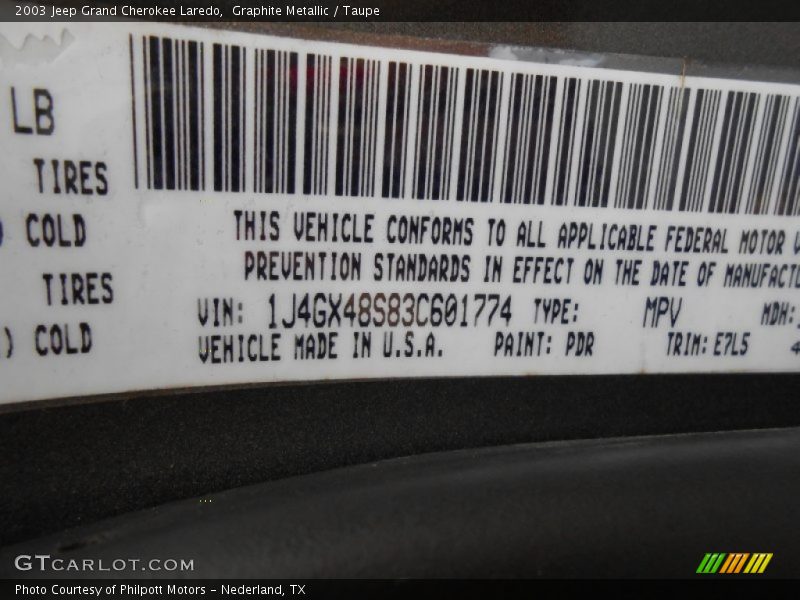 2003 Jeep Grand Cherokee Laredo,  Graphite Metallic / Taupe
LB
TIRES
) COLD
TIRES
) COLD
THIS VEHICLE CONFORMS TO ALL APPLICABLE FEDERAL MOTOR V
PREVENTION STANDARDS IN EFFECT ON THE DATE OF MANUFACTU
VIN: 1J4GX48S83C601774 TYPE: MPV MDH:
VEHICLE MADE IN U.S.A. PAINT: PDR TRIM: E7L5 4
GTCARLOT.COM
Photo Courtesy of Philpott Motors - Nederland, TX